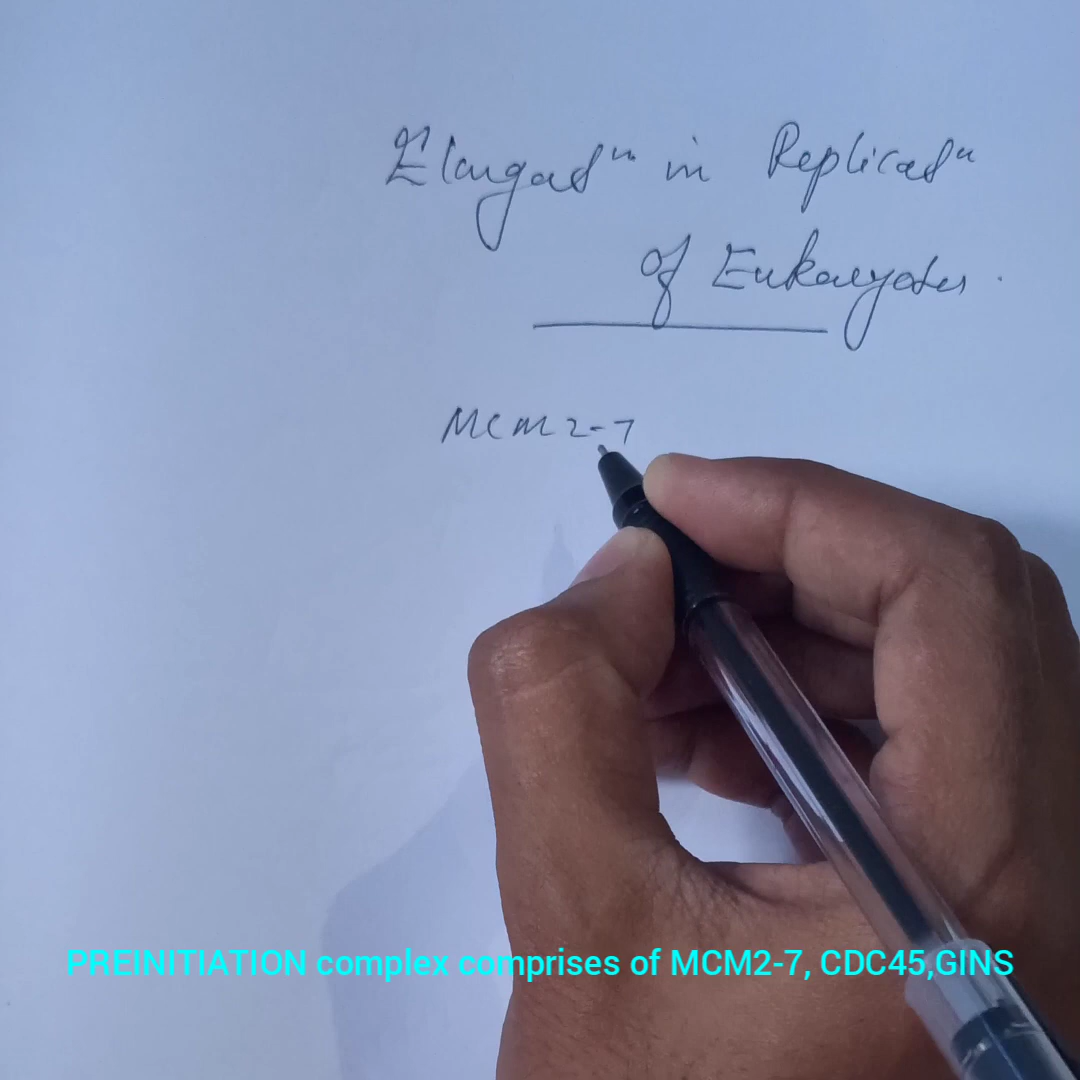 Elongatⁿ in Replicatⁿ
of Eukaryotes.
MCM2-7
PREINITIATION complex comprises of MCM2-7, CDC45,GINS